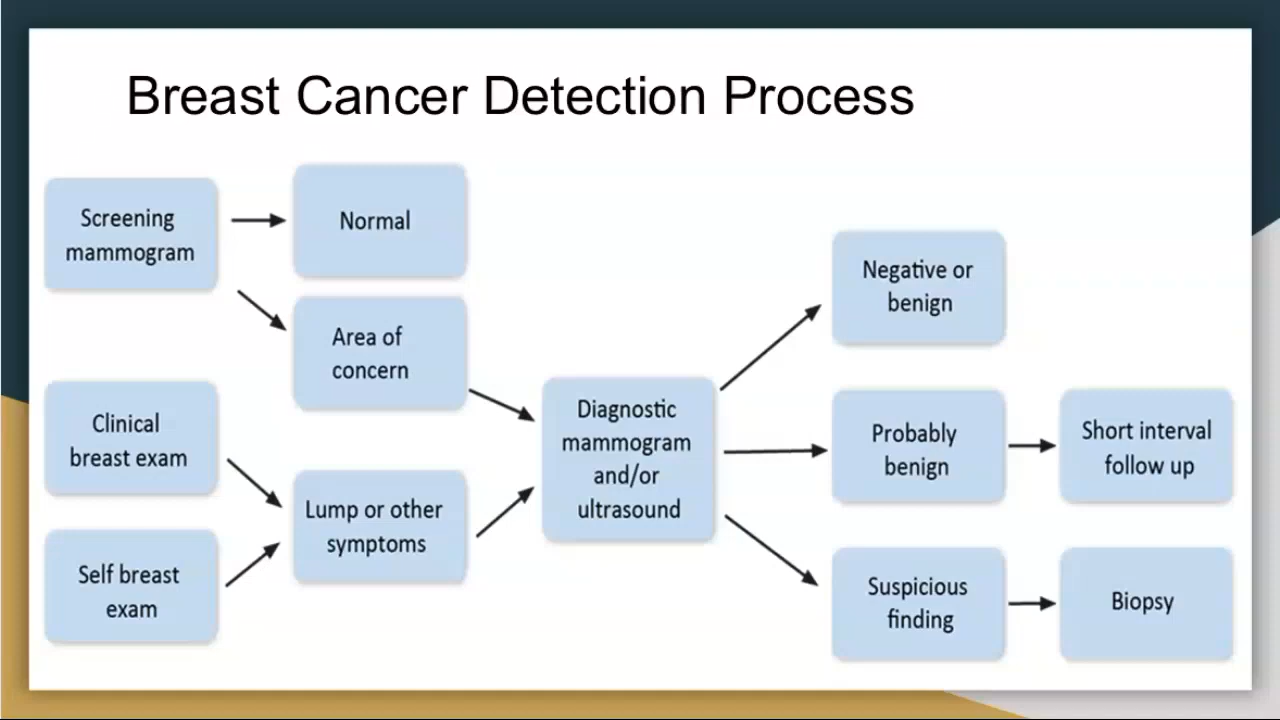 Breast Cancer Detection Process
Screening
mammogram
Normal
Area of
concern
Clinical
breast exam
Self breast
exam
Lump or other
symptoms
Diagnostic
mammogram
and/or
ultrasound
Negative or
benign
Probably
benign
Short interval
follow up
Suspicious
finding
Biopsy